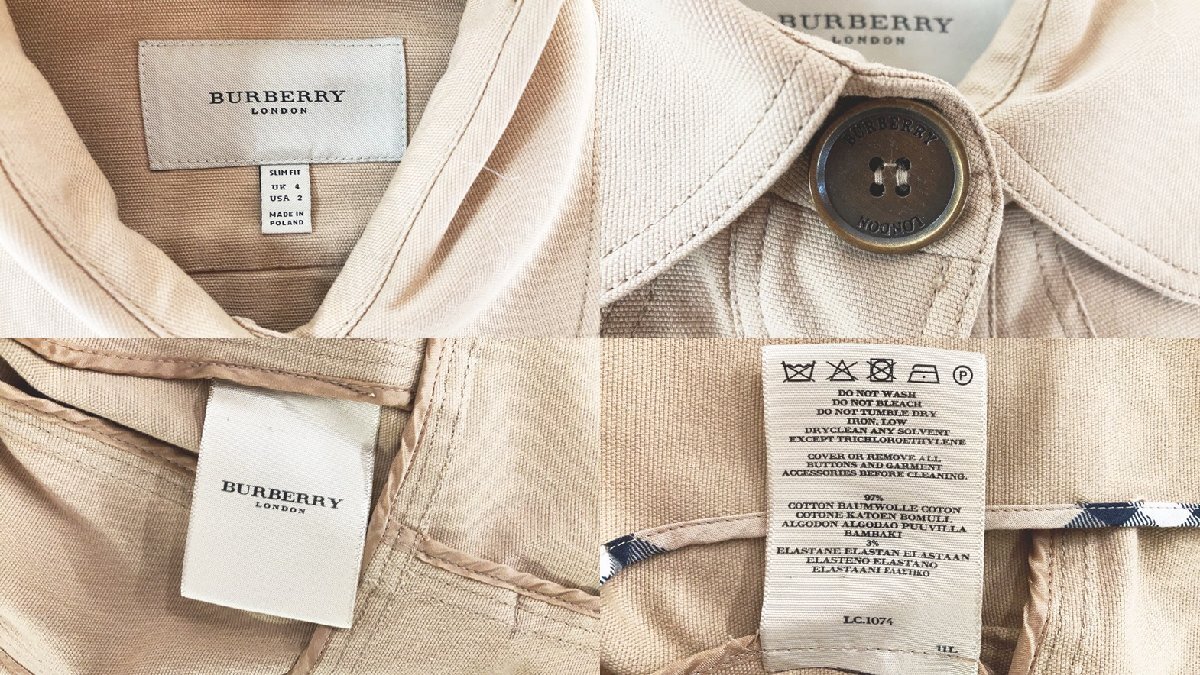 BURBERRY
LONDON
SLIM FIT
UK 4
USA 2
MADE IN
POLAND
BURBERRY
LONDON
BURBERRY
LONDON
BURBERRY
LONDON
P
DO NOT WASH
DO NOT BLEACH
DO NOT TUMBLE DRY
IRON, LOW
DRYCLEAN ANY SOLVENT
EXCEPT TRICHLOROETHYLENE
COVER OR REMOVE ALL
BUTTONS AND GARMENT
ACCESSORIES BEFORE CLEANING.
97%
COTTON BAUMWOLLE COTON
COTONE KATOEN BOMULL
ALGODON ALGODAO PUUVILLA
BAMBAKI
3%
ELASTANE ELASTAN ELASTAAN
ELASTENO ELASTANO
ELASTAANI ΕΛΑΣΤΙΚΟ
LC.1074